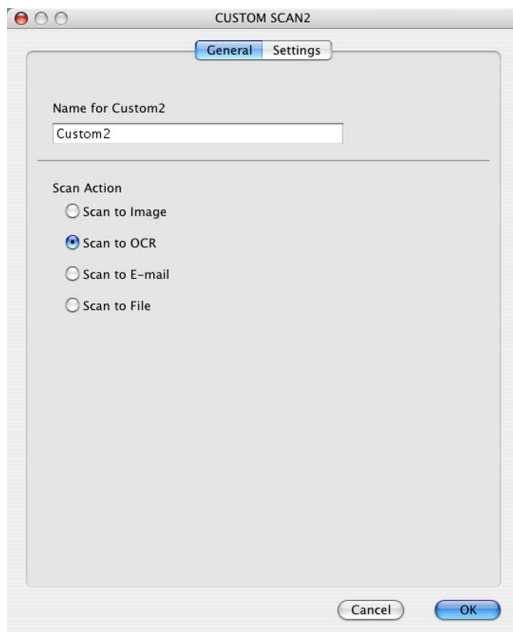 CUSTOM SCAN2
General Settings
Name for Custom2
Custom2
Scan Action
Scan to Image
Scan to OCR
Scan to E-mail
Scan to File
Cancel OK